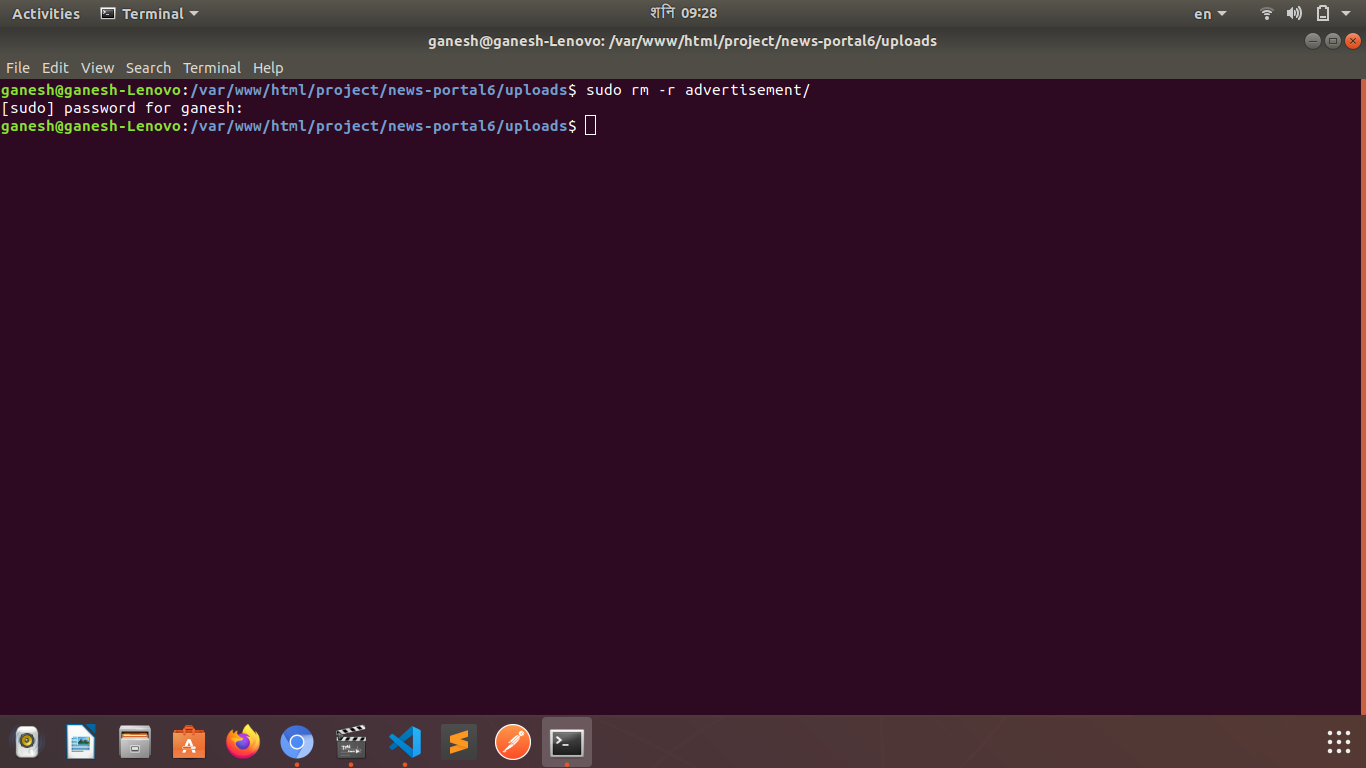 Activities Terminal शनि 09:28 en
ganesh@ganesh-Lenovo: /var/www/html/project/news-portal6/uploads
File Edit View Search Terminal Help
ganesh@ganesh-Lenovo:/var/www/html/project/news-portal6/uploads$ sudo rm -r advertisement/
[sudo] password for ganesh:
ganesh@ganesh-Lenovo:/var/www/html/project/news-portal6/uploads$